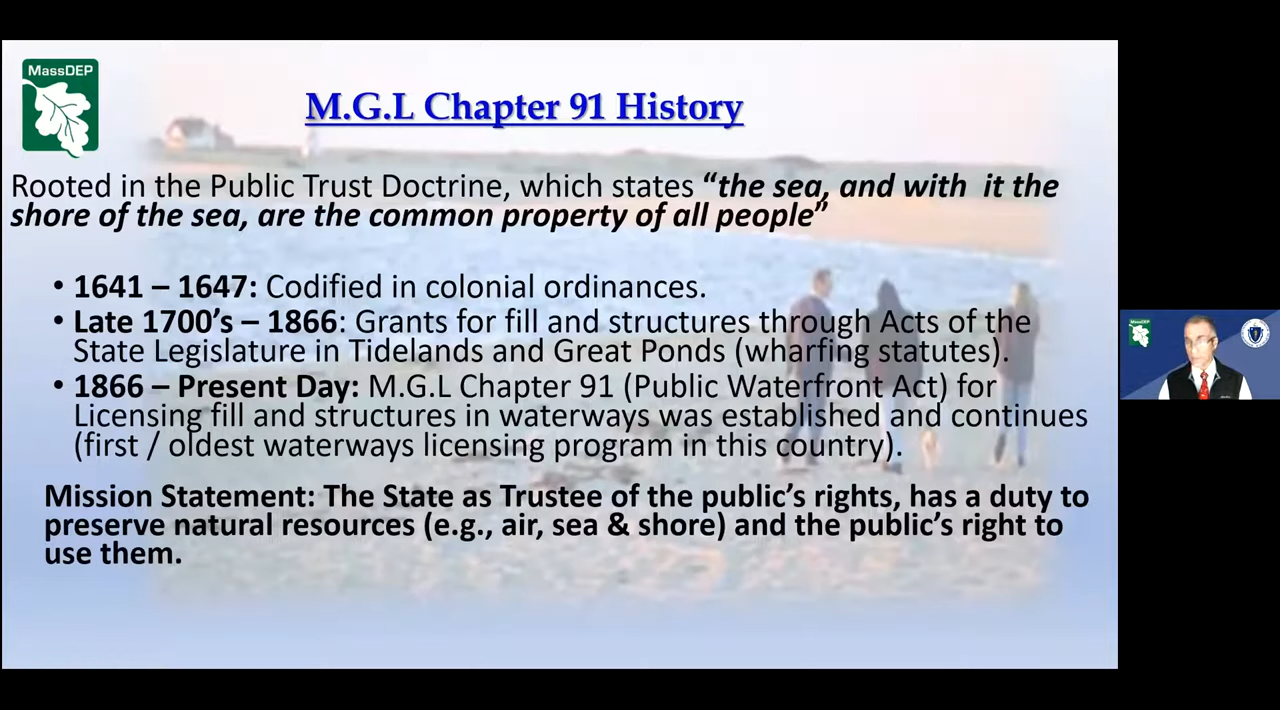 MassDEP
M.G.L Chapter 91 History
Rooted in the Public Trust Doctrine, which states “the sea, and with it the
shore of the sea, are the common property of all people”
• 1641 – 1647: Codified in colonial ordinances.
• Late 1700’s – 1866: Grants for fill and structures through Acts of the
State Legislature in Tidelands and Great Ponds (wharfing statutes).
• 1866 – Present Day: M.G.L Chapter 91 (Public Waterfront Act) for
Licensing fill and structures in waterways was established and continues
(first / oldest waterways licensing program in this country).
Mission Statement: The State as Trustee of the public’s rights, has a duty to
preserve natural resources (e.g., air, sea & shore) and the public’s right to
use them.
MassDEP